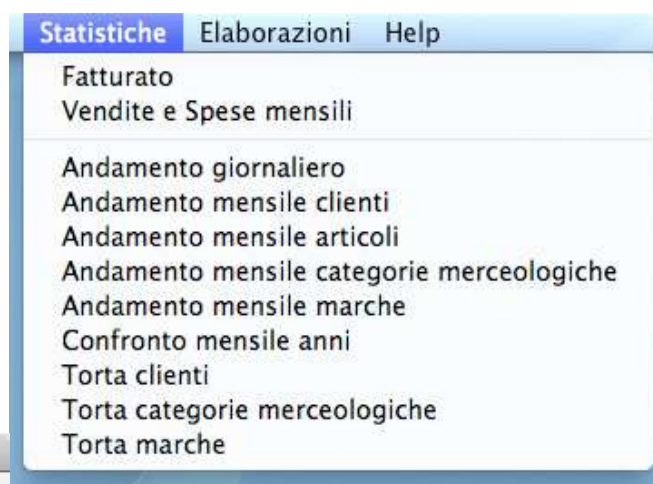 Statistiche Elaborazioni Help
Fatturato
Vendite e Spese mensili
Andamento giornaliero
Andamento mensile clienti
Andamento mensile articoli
Andamento mensile categorie merceologiche
Andamento mensile marche
Confronto mensile anni
Torta clienti
Torta categorie merceologiche
Torta marche